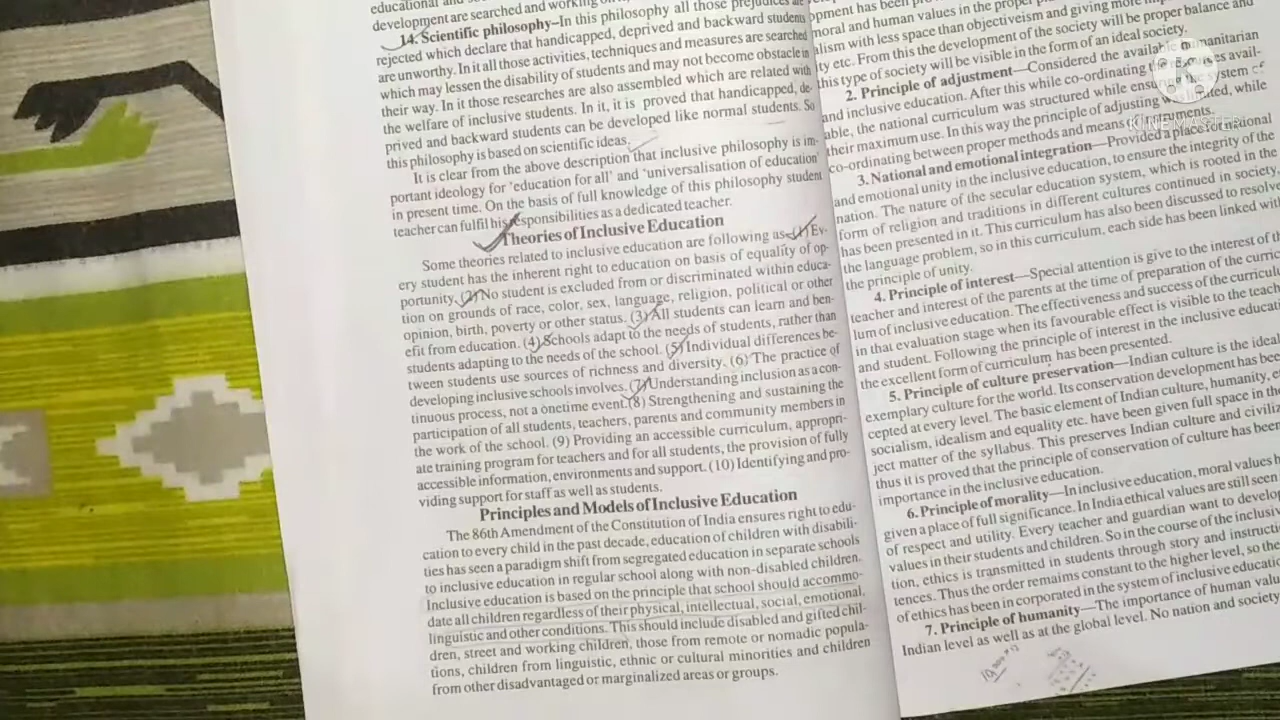 educational and so
development are searched and working on
14. Scientific philosophy—In this philosophy all those prejudices are
rejected which declare that handicapped, deprived and backward students
are unworthy. In it all those activities, techniques and measures are searched
which may lessen the disability of students and may not become obstacle in
their way. In it those researches are also assembled which are related with
the welfare of inclusive students. In it, it is proved that handicapped, de-
prived and backward students can be developed like normal students. So
this philosophy is based on scientific ideas.
It is clear from the above description that inclusive philosophy is im-
portant ideology for 'education for all' and 'universalisation of education'
in present time. On the basis of full knowledge of this philosophy student
teacher can fulfil his responsibilities as a dedicated teacher.
Theories of Inclusive Education
Some theories related to inclusive education are following as—(1) Ev-
ery student has the inherent right to education on basis of equality of op-
portunity. (2) No student is excluded from or discriminated within educa-
tion on grounds of race, color, sex, language, religion, political or other
opinion, birth, poverty or other status. (3) All students can learn and ben-
efit from education. (4) Schools adapt to the needs of students, rather than
students adapting to the needs of the school. (5) Individual differences be-
tween students use sources of richness and diversity. (6) The practice of
developing inclusive schools involves. (7) Understanding inclusion as a con-
tinuous process, not a onetime event. (8) Strengthening and sustaining the
participation of all students, teachers, parents and community members in
the work of the school. (9) Providing an accessible curriculum, appropri-
ate training program for teachers and for all students, the provision of fully
accessible information, environments and support. (10) Identifying and pro-
viding support for staff as well as students.
Principles and Models of Inclusive Education
The 86th Amendment of the Constitution of India ensures right to edu-
cation to every child in the past decade, education of children with disabili-
ties has seen a paradigm shift from segregated education in separate schools
to inclusive education in regular school along with non-disabled children.
Inclusive education is based on the principle that school should accommo-
date all children regardless of their physical, intellectual, social, emotional,
linguistic and other conditions. This should include disabled and gifted chil-
dren, street and working children, those from remote or nomadic popula-
tions, children from linguistic, ethnic or cultural minorities and children
from other disadvantaged or marginalized areas or groups.
opment has been
moral and human values in the proper
alism with less space than objectiveism and giving more
ty etc. From this the development of the society will be proper balance and
his type of society will be visible in the form of an ideal society.
2. Principle of adjustment—Considered the available humanitarian
and inclusive education. After this while co-ordinating the avail-
able, the national curriculum was structured while system of
their maximum use. In this way the principle of adjusting while
co-ordinating between proper methods and means
3. National and emotional integration—Provided a place for national
and emotional unity in the inclusive education, to ensure the integrity of the
nation. The nature of the secular education system, which is rooted in the
form of religion and traditions in different cultures continued in society,
has been presented in it. This curriculum has also been discussed to resolve
the language problem, so in this curriculum, each side has been linked with
the principle of unity.
4. Principle of interest—Special attention is give to the interest of th
teacher and interest of the parents at the time of preparation of the curric
lum of inclusive education. The effectiveness and success of the curricul
in that evaluation stage when its favourable effect is visible to the teach
and student. Following the principle of interest in the inclusive educat
the excellent form of curriculum has been presented.
5. Principle of culture preservation—Indian culture is the ideal
exemplary culture for the world. Its conservation development has been
cepted at every level. The basic element of Indian culture, humanity, e
socialism, idealism and equality etc. have been given full space in the
ject matter of the syllabus. This preserves Indian culture and civiliz
thus it is proved that the principle of conservation of culture has been
importance in the inclusive education.
6. Principle of morality—In inclusive education, moral values h
given a place of full significance. In India ethical values are still seen
of respect and utility. Every teacher and guardian want to develo
values in their students and children. So in the course of the inclusiv
tion, ethics is transmitted in students through story and instructi
tences. Thus the order remaims constant to the higher level, so the
of ethics has been in corporated in the system of inclusive educatio
7. Principle of humanity—The importance of human valu
Indian level as well as at the global level. No nation and society
KINEMASTER